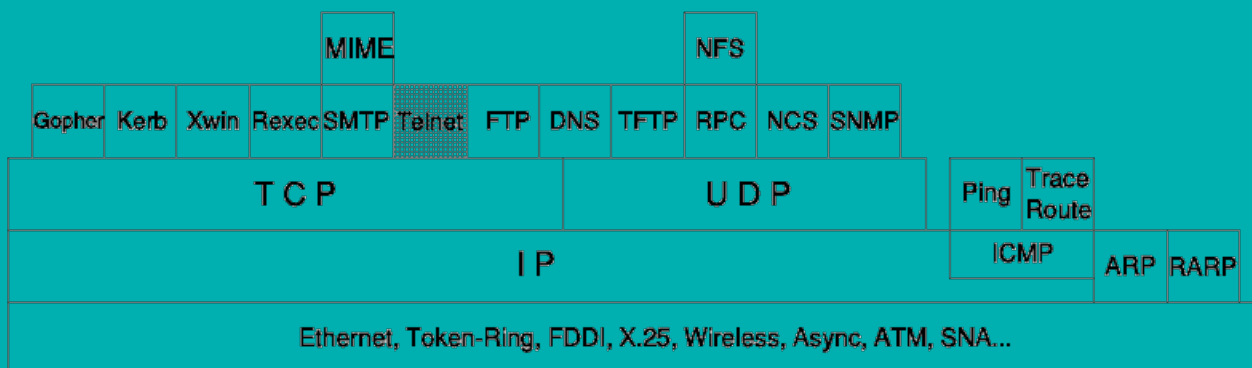 MIME NFS
Gopher Kerb Xwin Rexec SMTP Telnet FTP DNS TFTP RPC NCS SNMP
TCP UDP Ping Trace Route
IP ICMP ARP RARP
Ethernet, Token-Ring, FDDI, X.25, Wireless, Async, ATM, SNA...